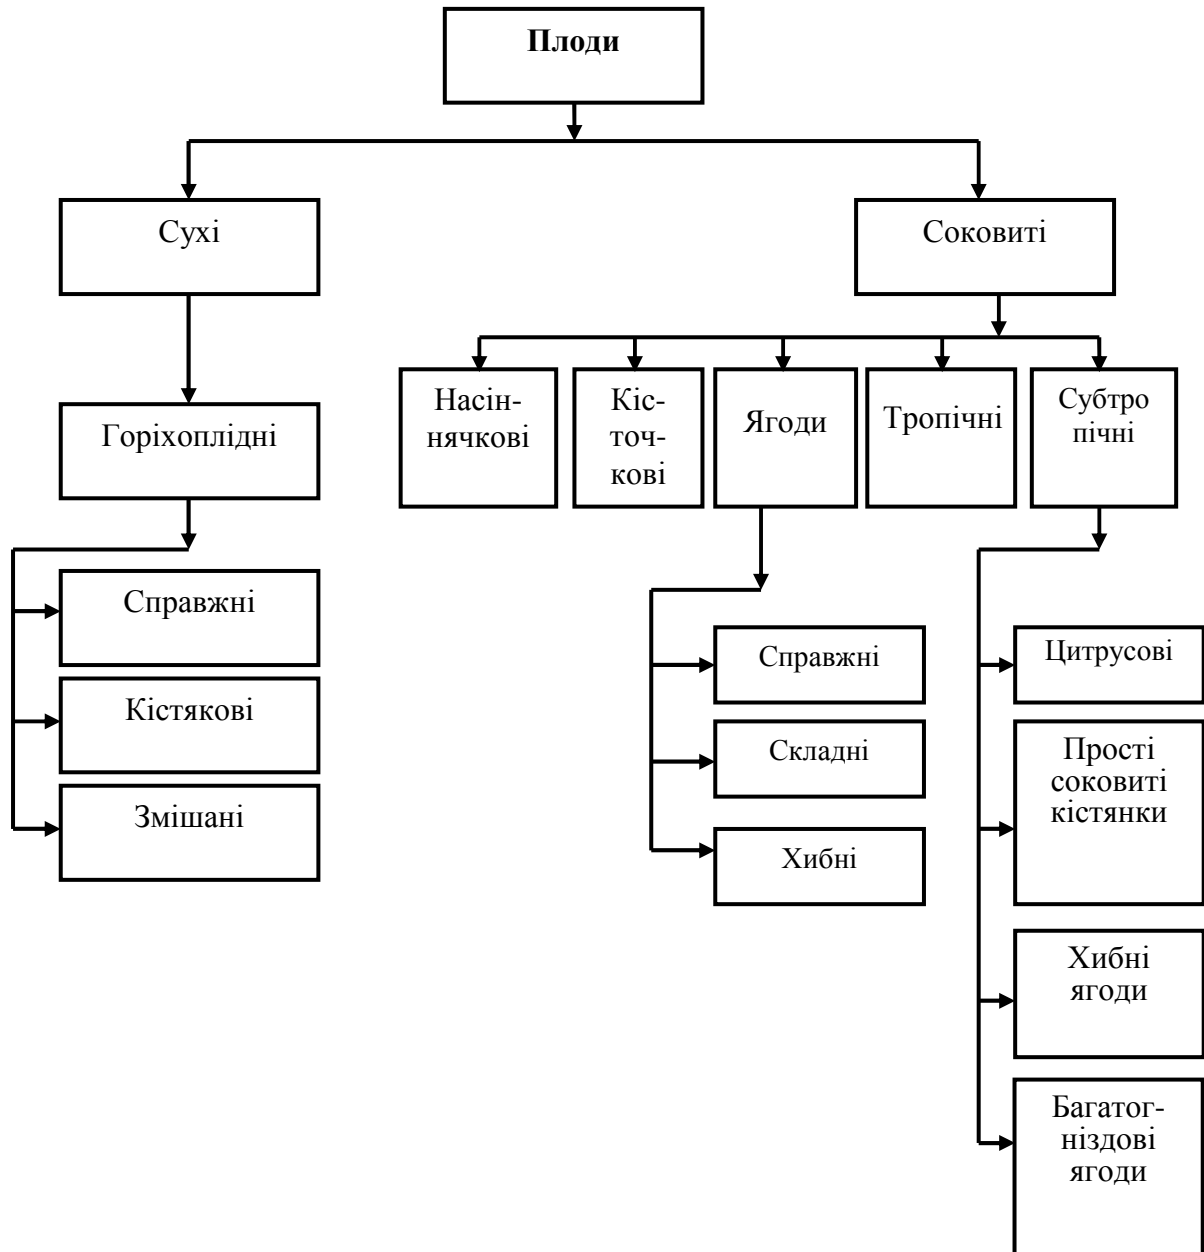 Плоди
Сухі
Соковиті
Горіхоплідні
Насін-
нячкові
Кіс-
точ-
кові
Ягоди
Тропічні
Субтро
пічні
Справжні
Кістякові
Змішані
Справжні
Складні
Хибні
Цитрусові
Прості
соковиті
кістянки
Хибні
ягоди
Багатог-
ніздові
ягоди